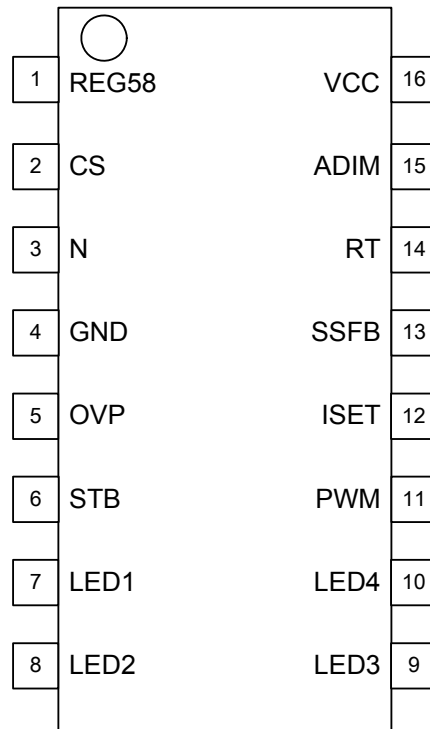 1 REG58 VCC 16
2 CS ADIM 15
3 N RT 14
4 GND SSFB 13
5 OVP ISET 12
6 STB PWM 11
7 LED1 LED4 10
8 LED2 LED3 9